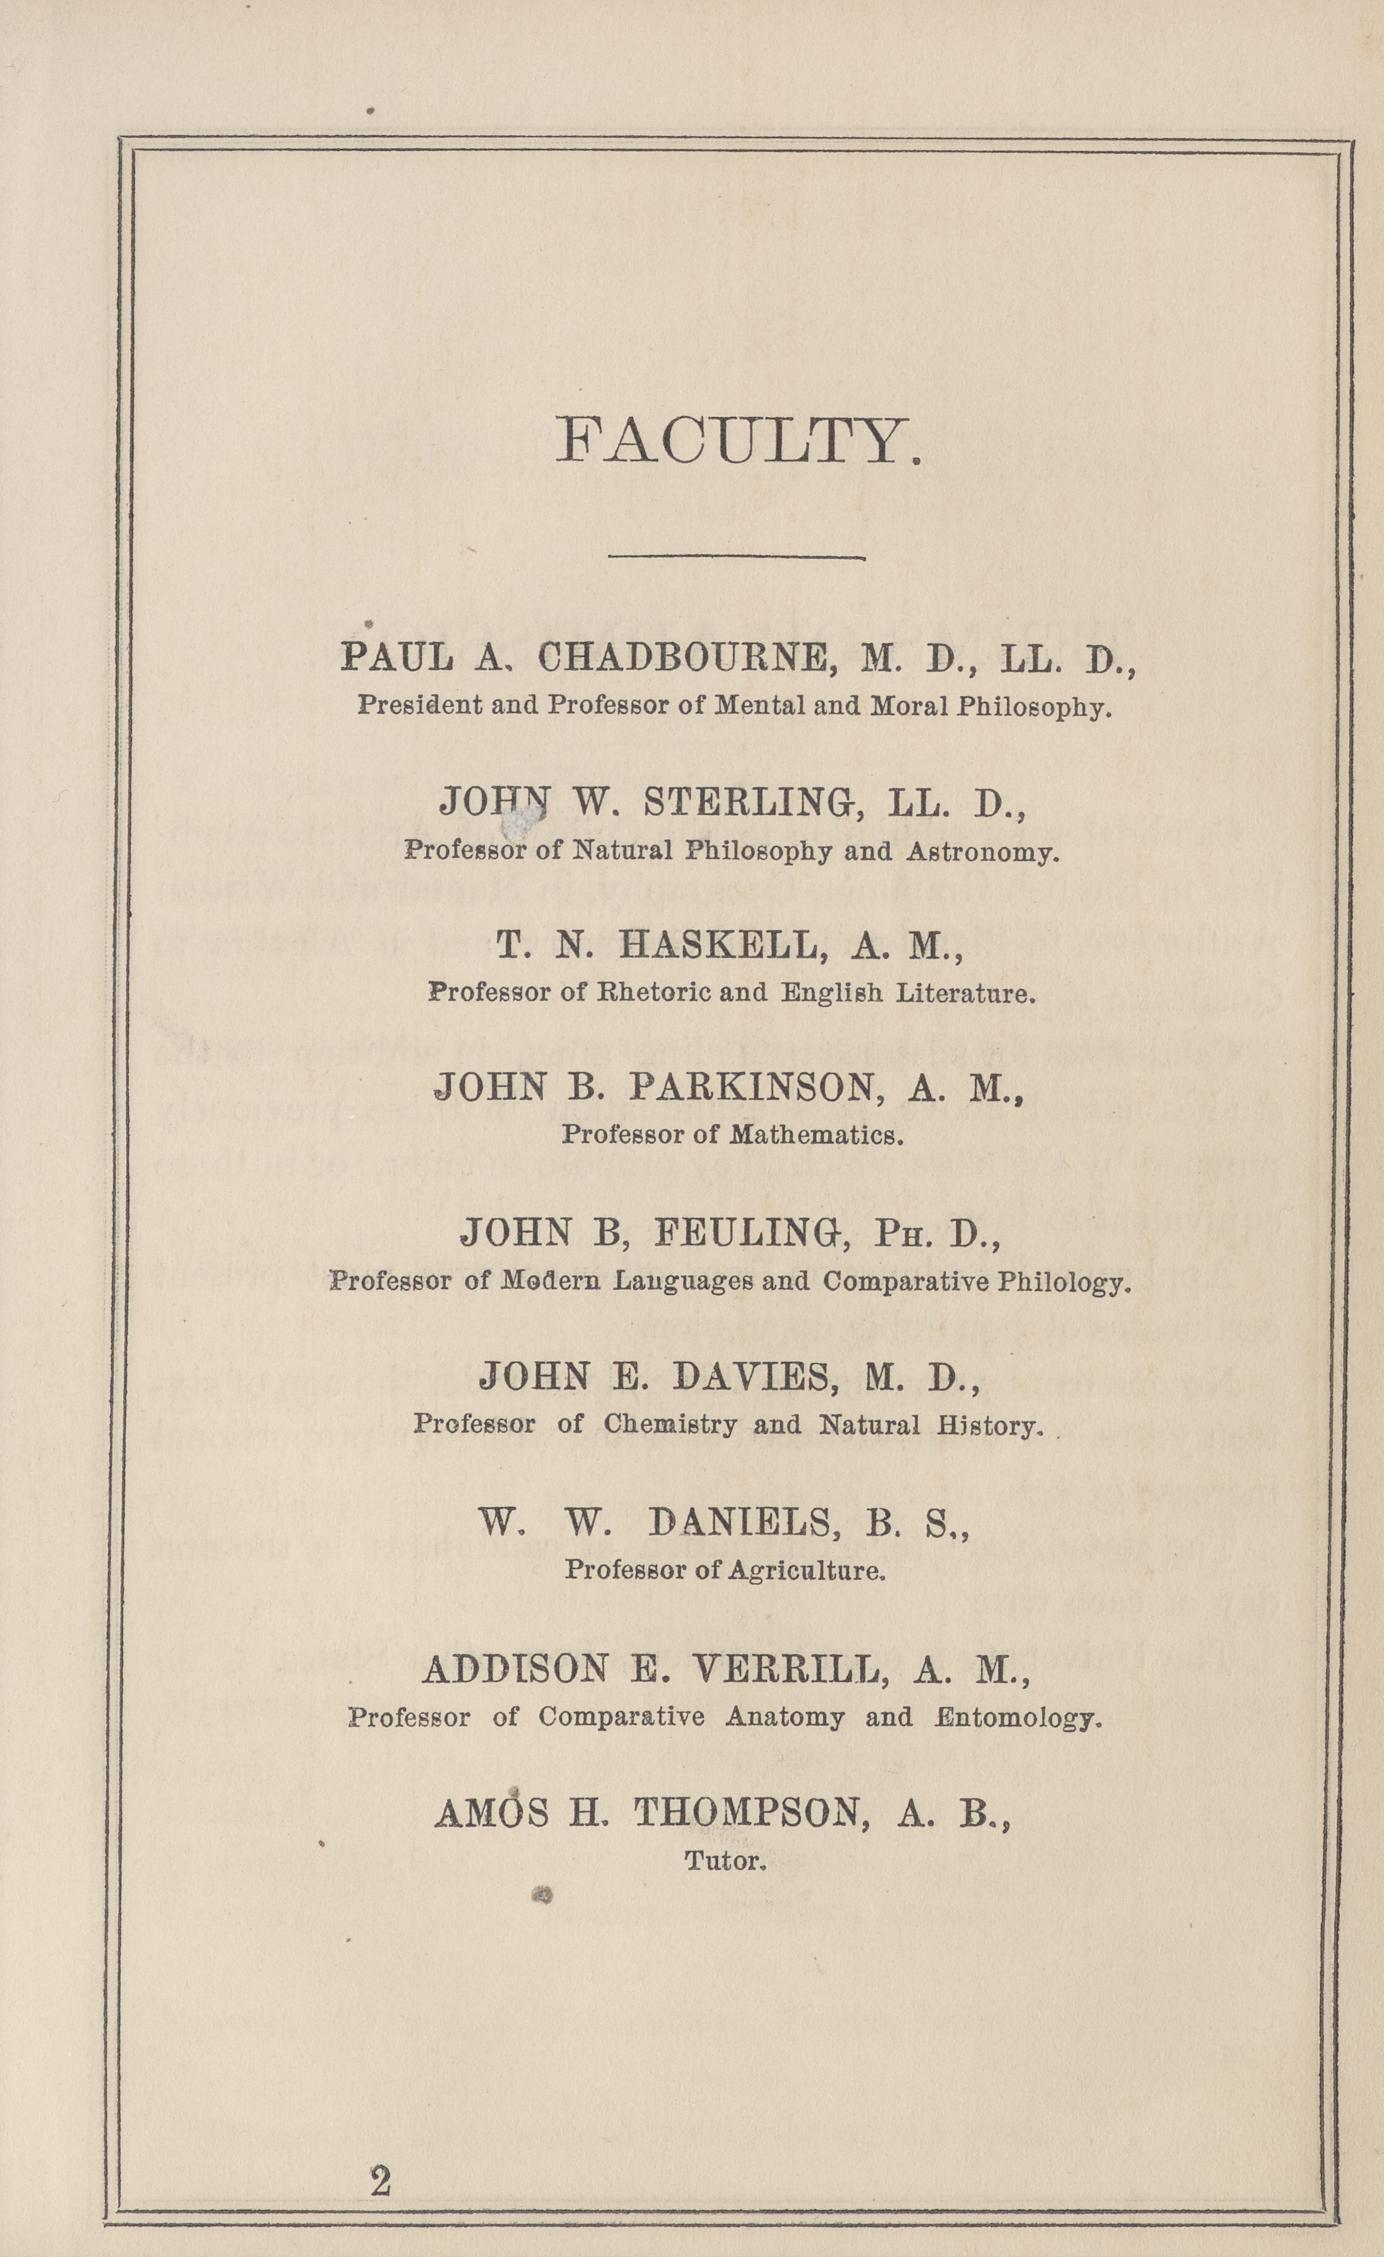 FACULTY.
PAUL A. CHADBOURNE, M. D., LL. D.,
President and Professor of Mental and Moral Philosophy.
JOHN W. STERLING, LL. D.,
Professor of Natural Philosophy and Astronomy.
T. N. HASKELL, A. M.,
Professor of Rhetoric and English Literature.
JOHN B. PARKINSON, A. M.,
Professor of Mathematics.
JOHN B, FEULING, PH. D.,
Professor of Modern Languages and Comparative Philology.
JOHN E. DAVIES, M. D.,
Professor of Chemistry and Natural History.
W. W. DANIELS, B. S.,
Professor of Agriculture.
ADDISON E. VERRILL, A. M.,
Professor of Comparative Anatomy and Entomology.
AMOS H. THOMPSON, A. B.,
Tutor.
2